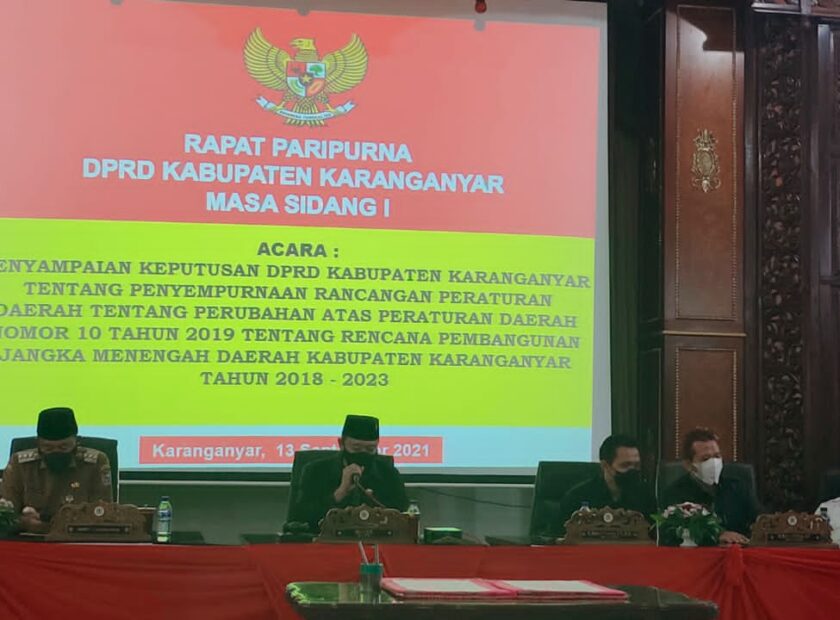 RAPAT PARIPURNA
DPRD KABUPATEN KARANGANYAR
MASA SIDANG I
ACARA :
ENYAMPAIAN KEPUTUSAN DPRD KABUPATEN KARANGANYAR
TENTANG PENYEMPURNAAN RANCANGAN PERATURAN
DAERAH TENTANG PERUBAHAN ATAS PERATURAN DAERAH
NOMOR 10 TAHUN 2019 TENTANG RENCANA PEMBANGUNAN
JANGKA MENENGAH DAERAH KABUPATEN KARANGANYAR
TAHUN 2018 - 2023
Karanganyar, 13 September 2021